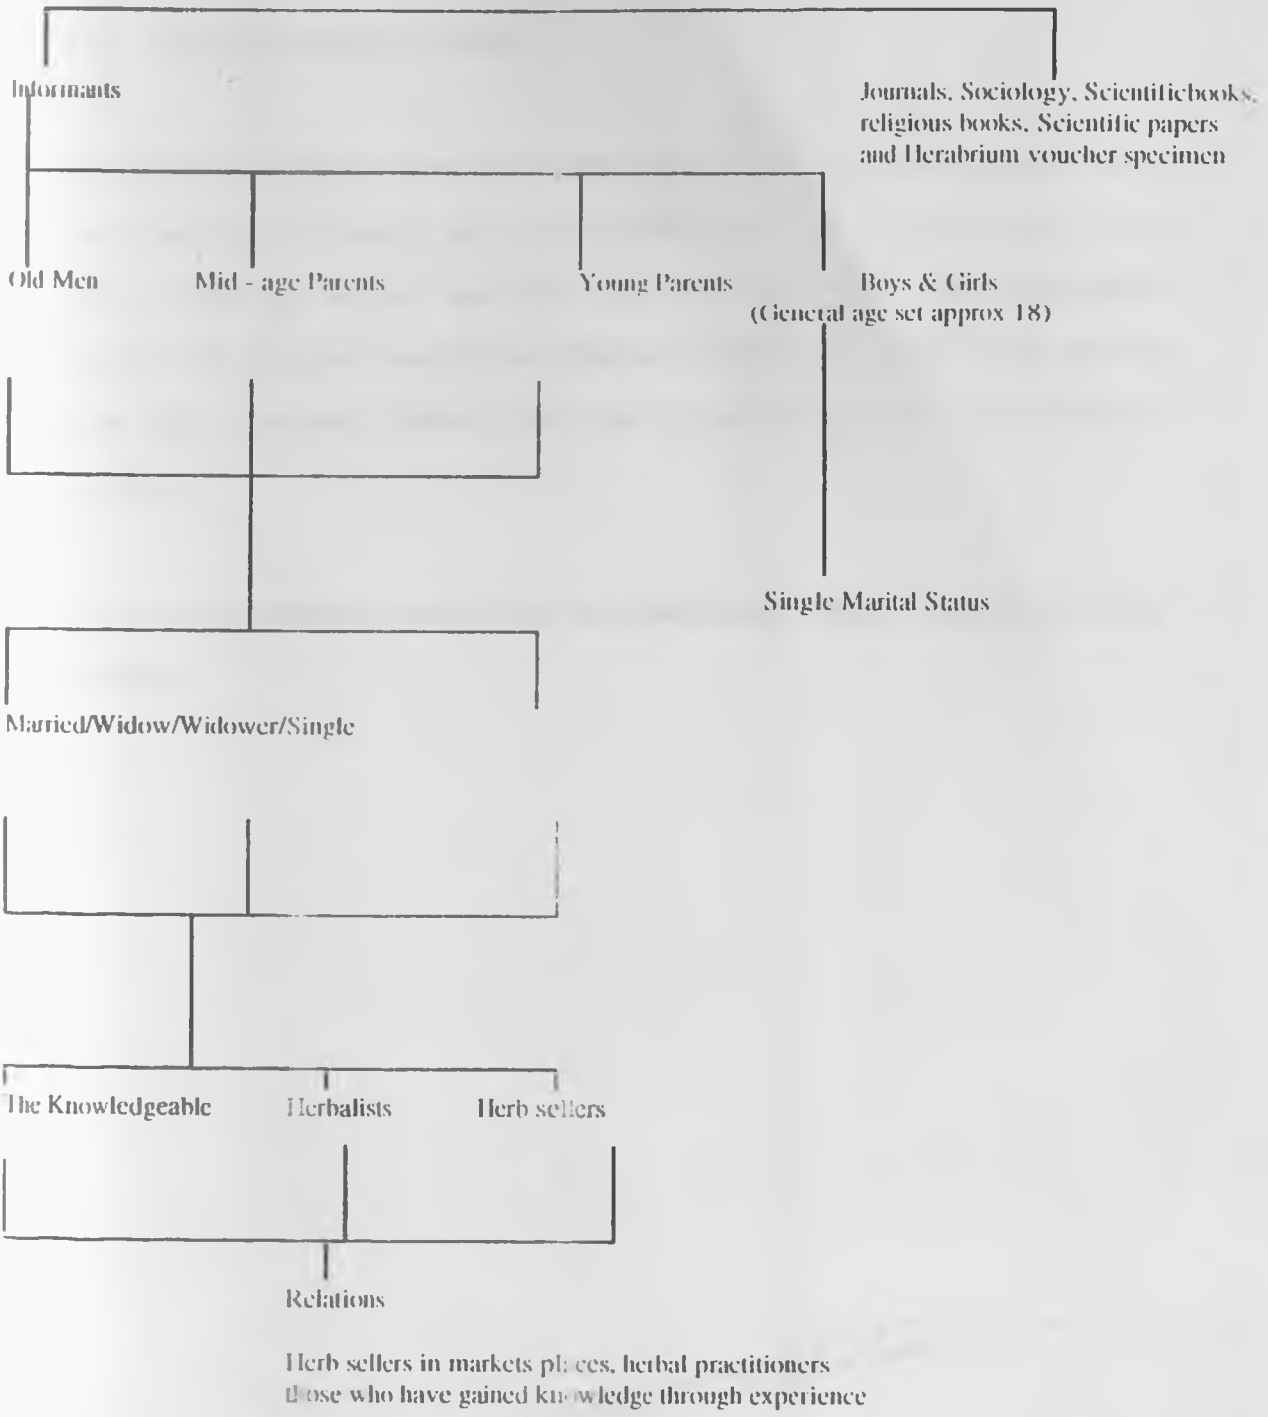 Informants
Journals, Sociology, Scientificbooks,
religious books, Scientific papers
and Herabrium voucher specimen
Old Men Mid - age Parents Young Parents Boys & Girls
(General age set approx 18)
Single Marital Status
Married/Widow/Widower/Single
The Knowledgeable Herbalists Herb sellers
Relations
Herb sellers in markets places, herbal practitioners
those who have gained knowledge through experience